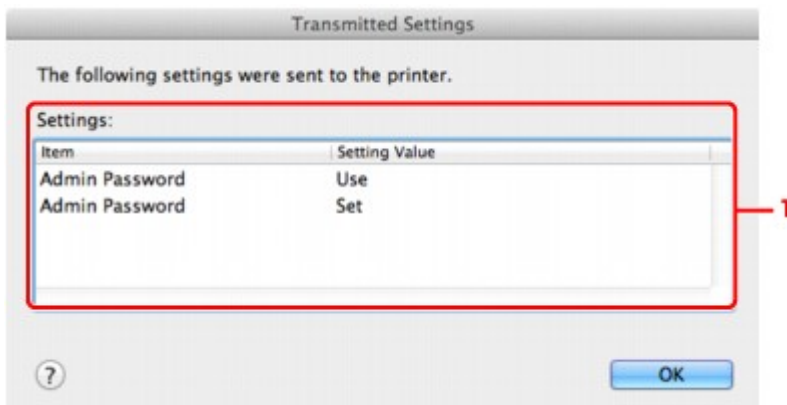 Transmitted Settings
The following settings were sent to the printer.
Settings:
Item Setting Value
Admin Password Use
Admin Password Set
1
?
OK